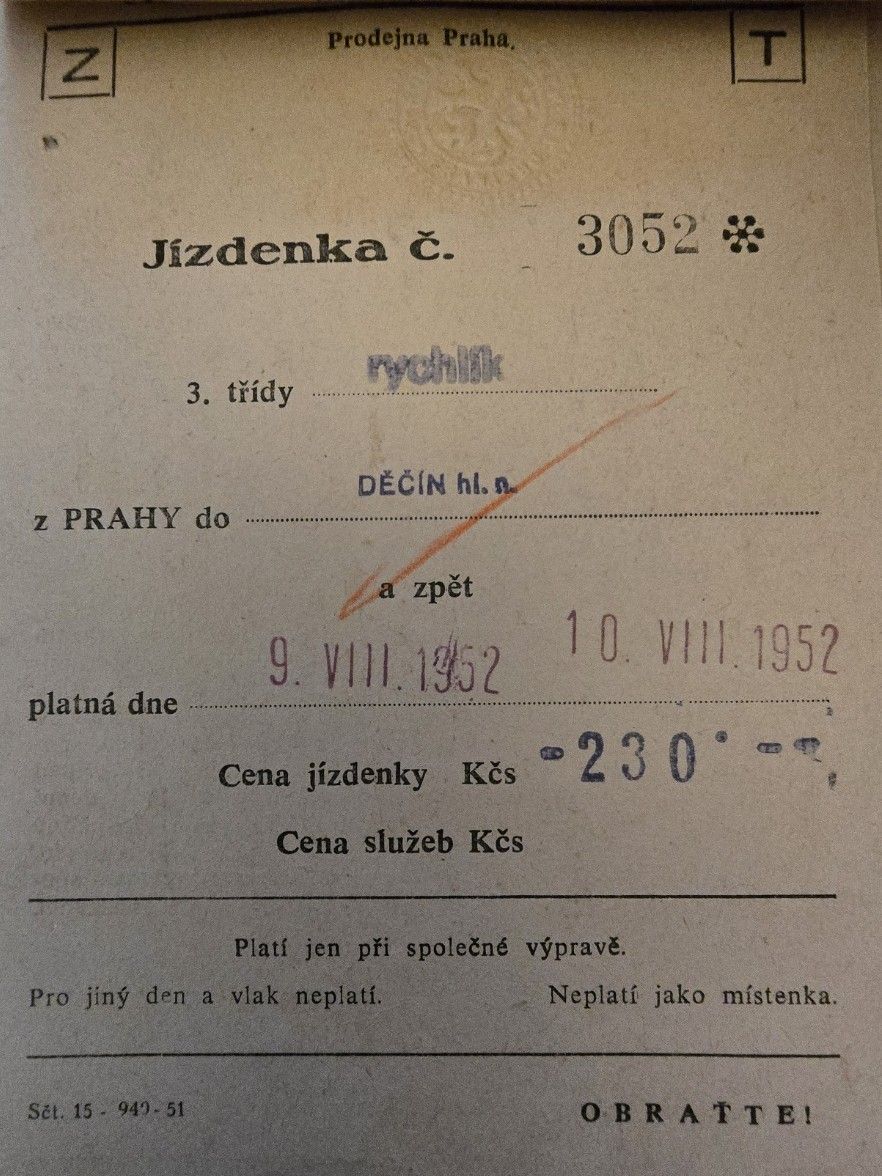 Z Prodejna Praha. T
Jízdenka č. 3052
rychlík
3. třídy
DĚČÍN hl. n.
z PRAHY do
a zpět
9. VIII. 1952 10. VIII. 1952
platná dne
Cena jízdenky Kčs -230·--
Cena služeb Kčs
Platí jen při společné výpravě.
Pro jiný den a vlak neplatí. Neplatí jako místenka.
Sčt. 15 - 940 - 51 OBRAŤTE!